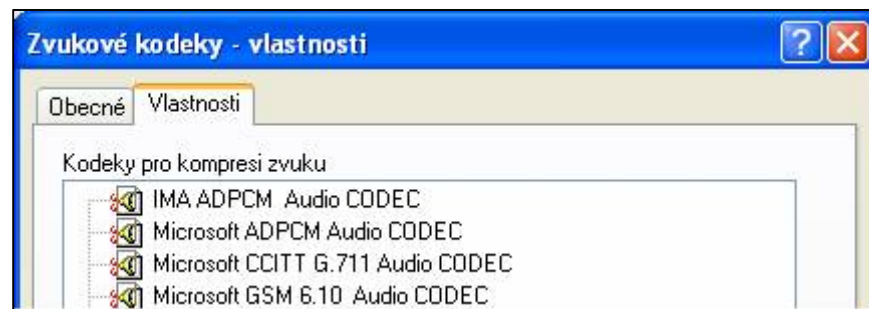 Zvukové kodeky - vlastnosti
Obecné Vlastnosti
Kodeky pro kompresi zvuku
IMA ADPCM Audio CODEC
Microsoft ADPCM Audio CODEC
Microsoft CCITT G.711 Audio CODEC
Microsoft GSM 6.10 Audio CODEC